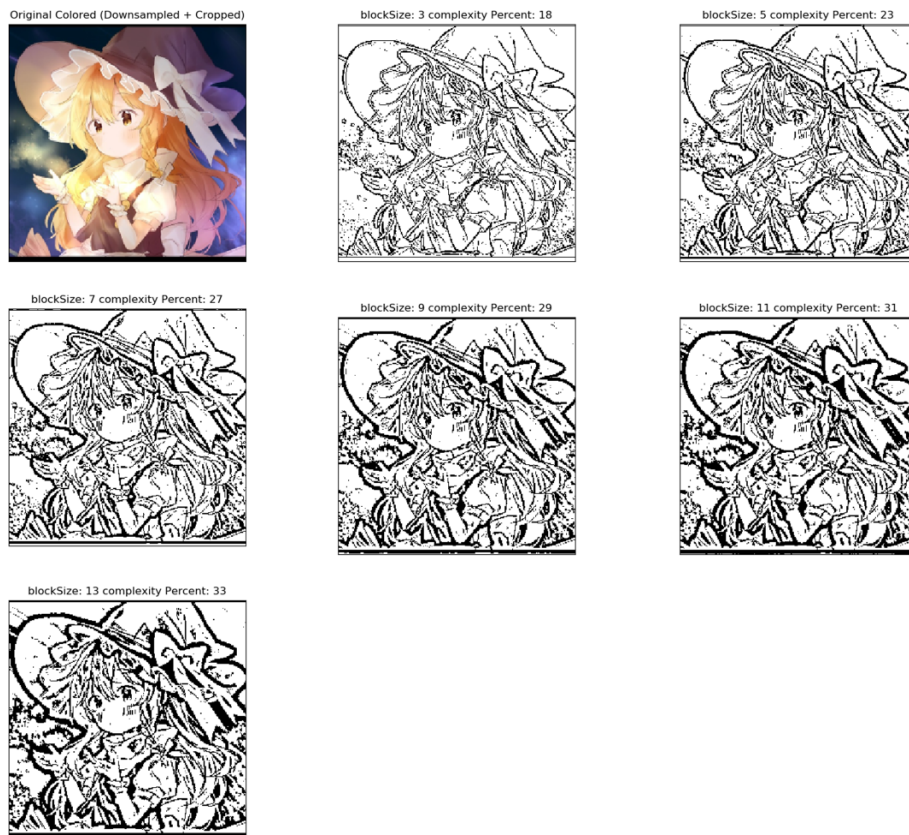 Original Colored (Downsampled + Cropped)
blockSize: 3 complexity Percent: 18
blockSize: 5 complexity Percent: 23
blockSize: 7 complexity Percent: 27
blockSize: 9 complexity Percent: 29
blockSize: 11 complexity Percent: 31
blockSize: 13 complexity Percent: 33